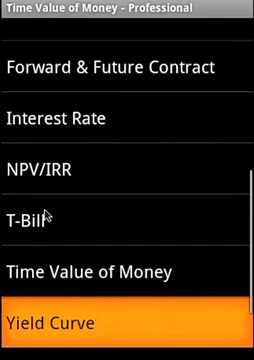 Time Value of Money - Professional
Forward & Future Contract
Interest Rate
NPV/IRR
T-Bill
Time Value of Money
Yield Curve